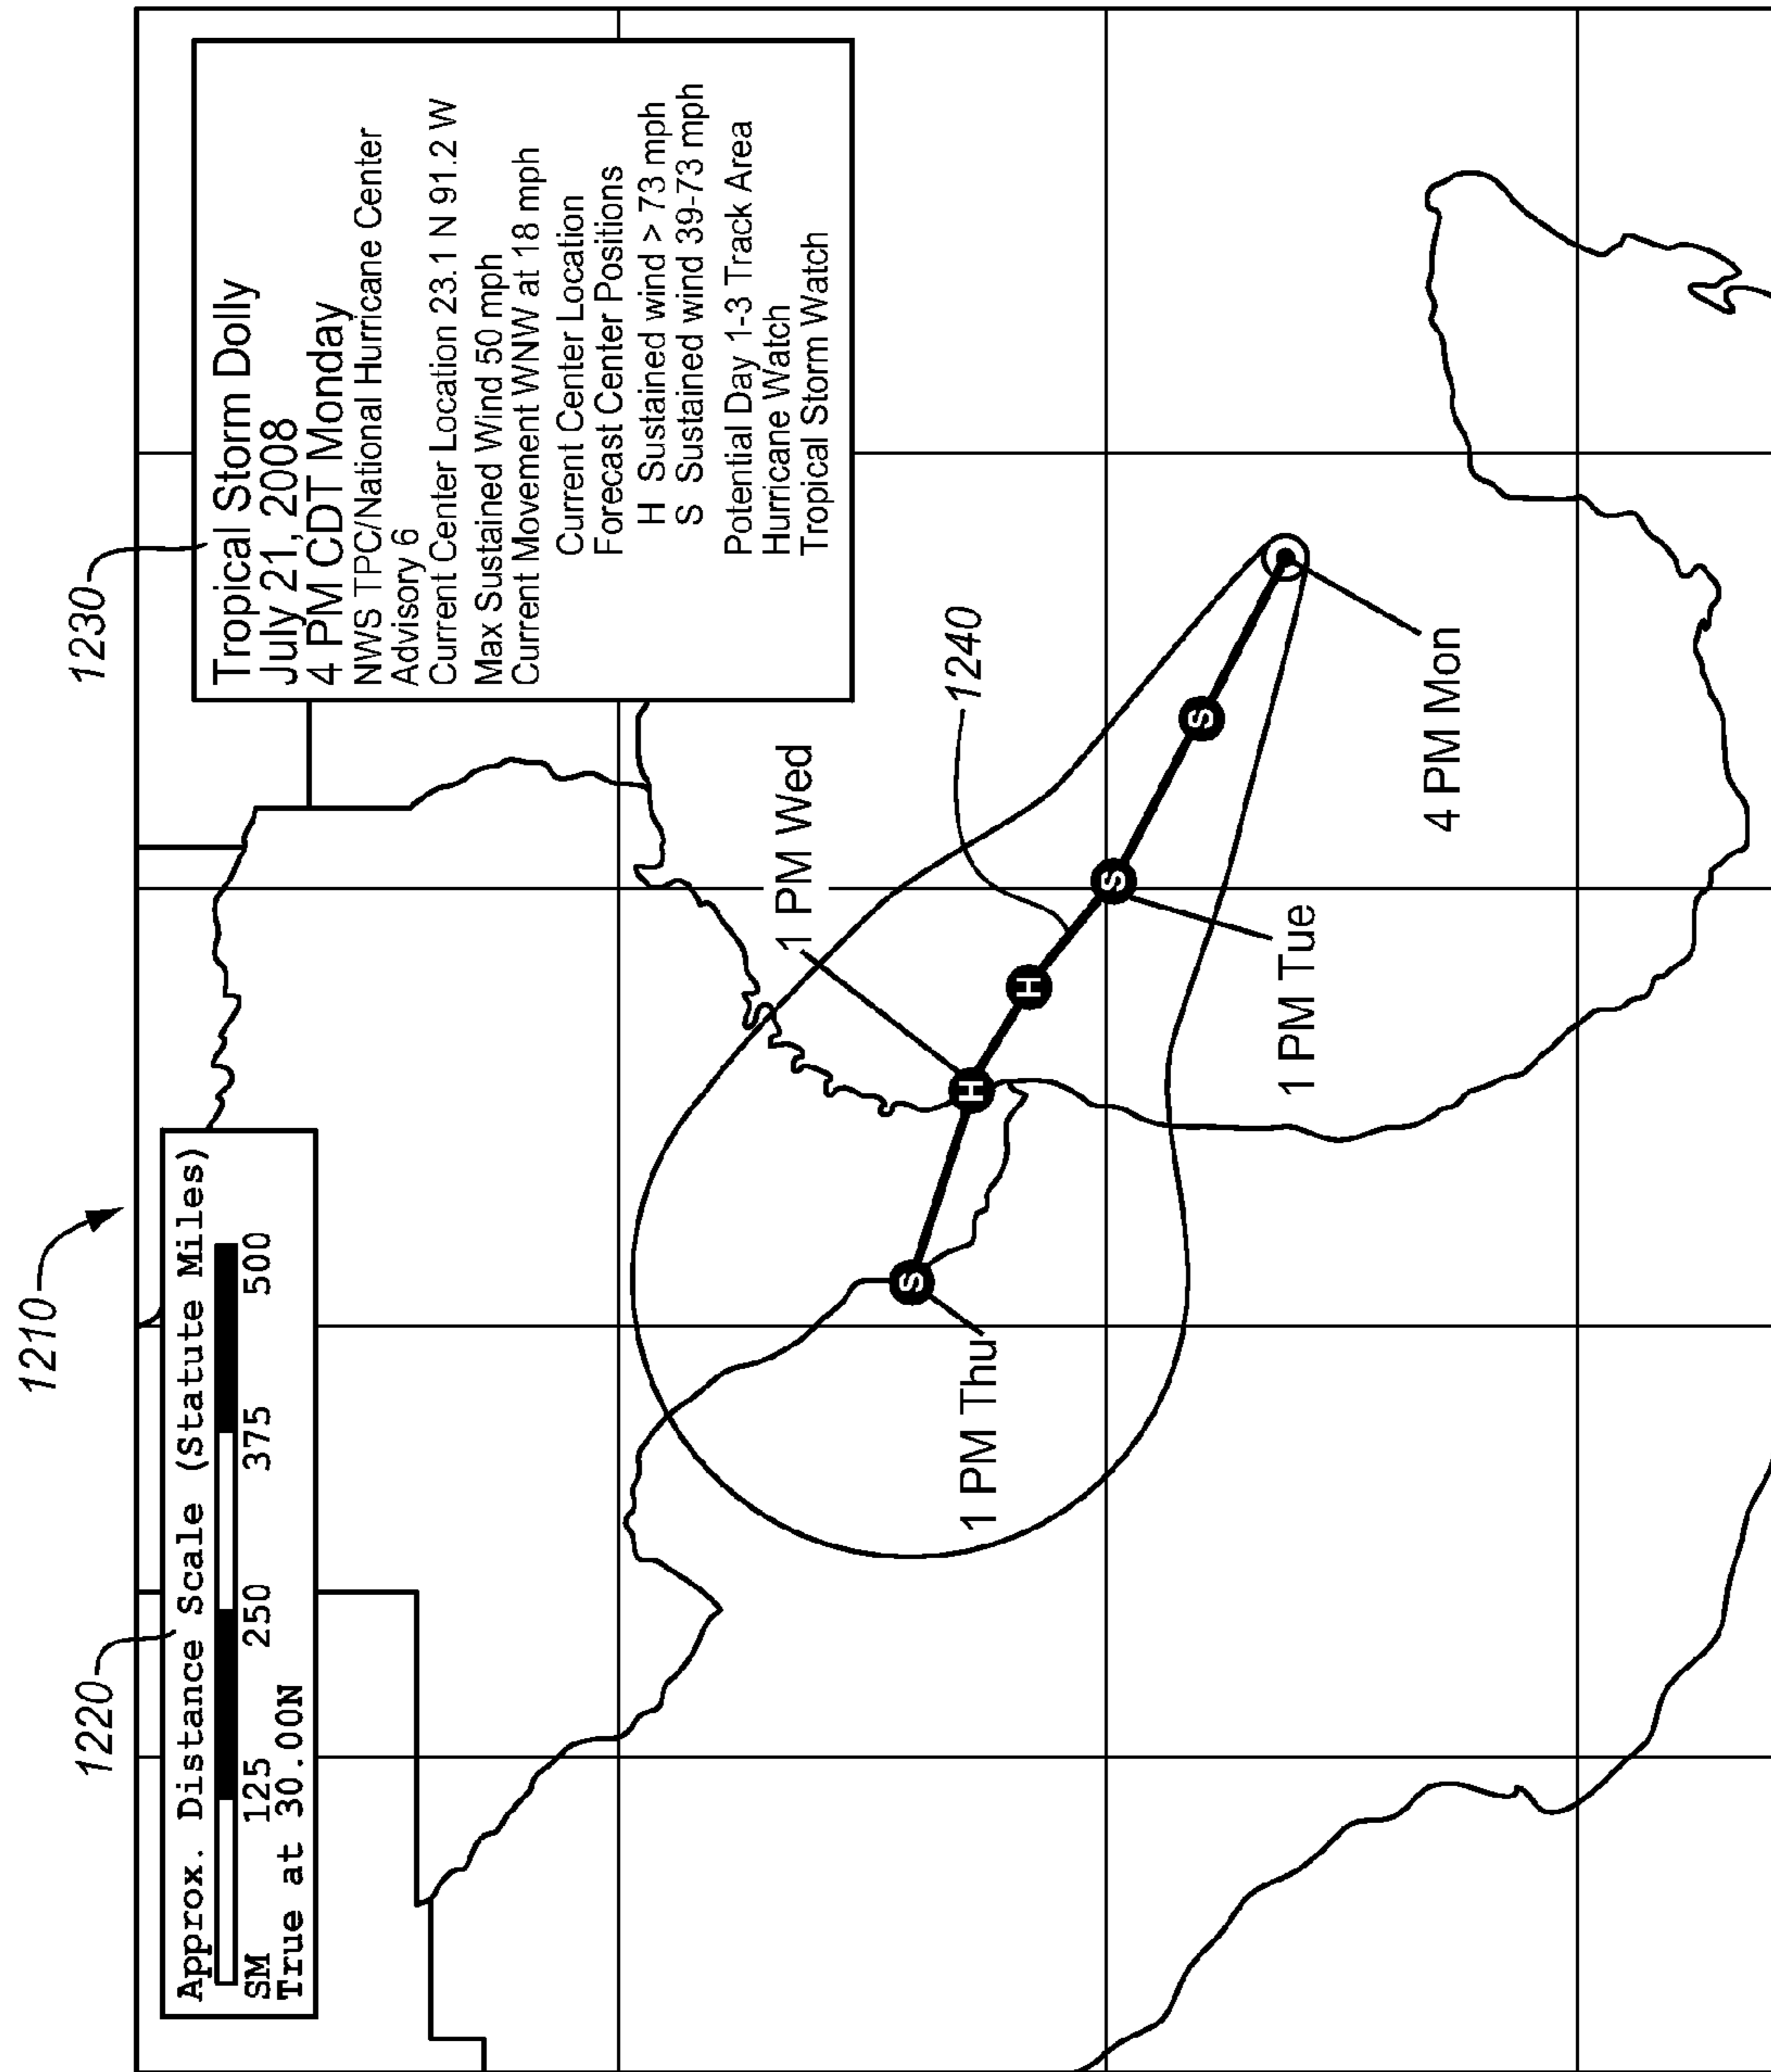 1210
1220
Approx. Distance Scale (Statute Miles)
SM 125 250 375 500
True at 30.00N
1230
Tropical Storm Dolly
July 21, 2008
4 PM CDT Monday
NWS TPC/National Hurricane Center
Advisory 6
Current Center Location 23.1 N 91.2 W
Max Sustained Wind 50 mph
Current Movement WNW at 18 mph
Current Center Location
Forecast Center Positions
H Sustained wind > 73 mph
S Sustained wind 39-73 mph
Potential Day 1-3 Track Area
Hurricane Watch
Tropical Storm Watch
1 PM Wed
1240
S
H
H
S
S
1 PM Thu
1 PM Tue
4 PM Mon